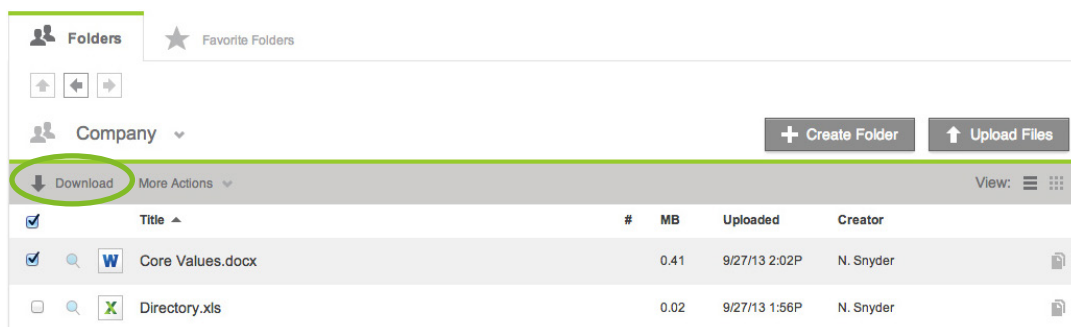 Folders Favorite Folders
Company
Create Folder Upload Files
Download More Actions View:
Title # MB Uploaded Creator
W Core Values.docx 0.41 9/27/13 2:02P N. Snyder
X Directory.xls 0.02 9/27/13 1:56P N. Snyder